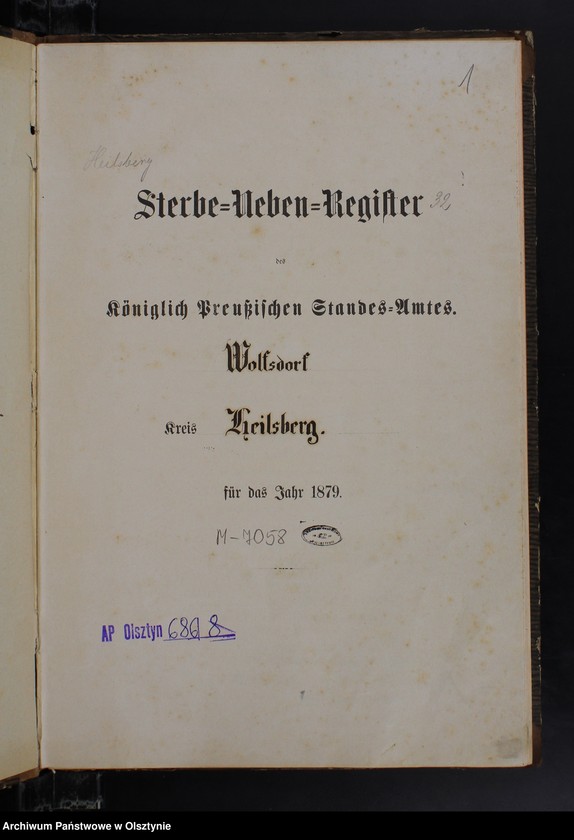 1
Heilsberg
Sterbe=Neben=Register 32,
des
Königlich Preußischen Standes=Amtes.
Wolfsdorf
Kreis Heilsberg.
für das Jahr 1879.
M-7058
AP Olsztyn 686/8
Archiwum Państwowe w Olsztynie